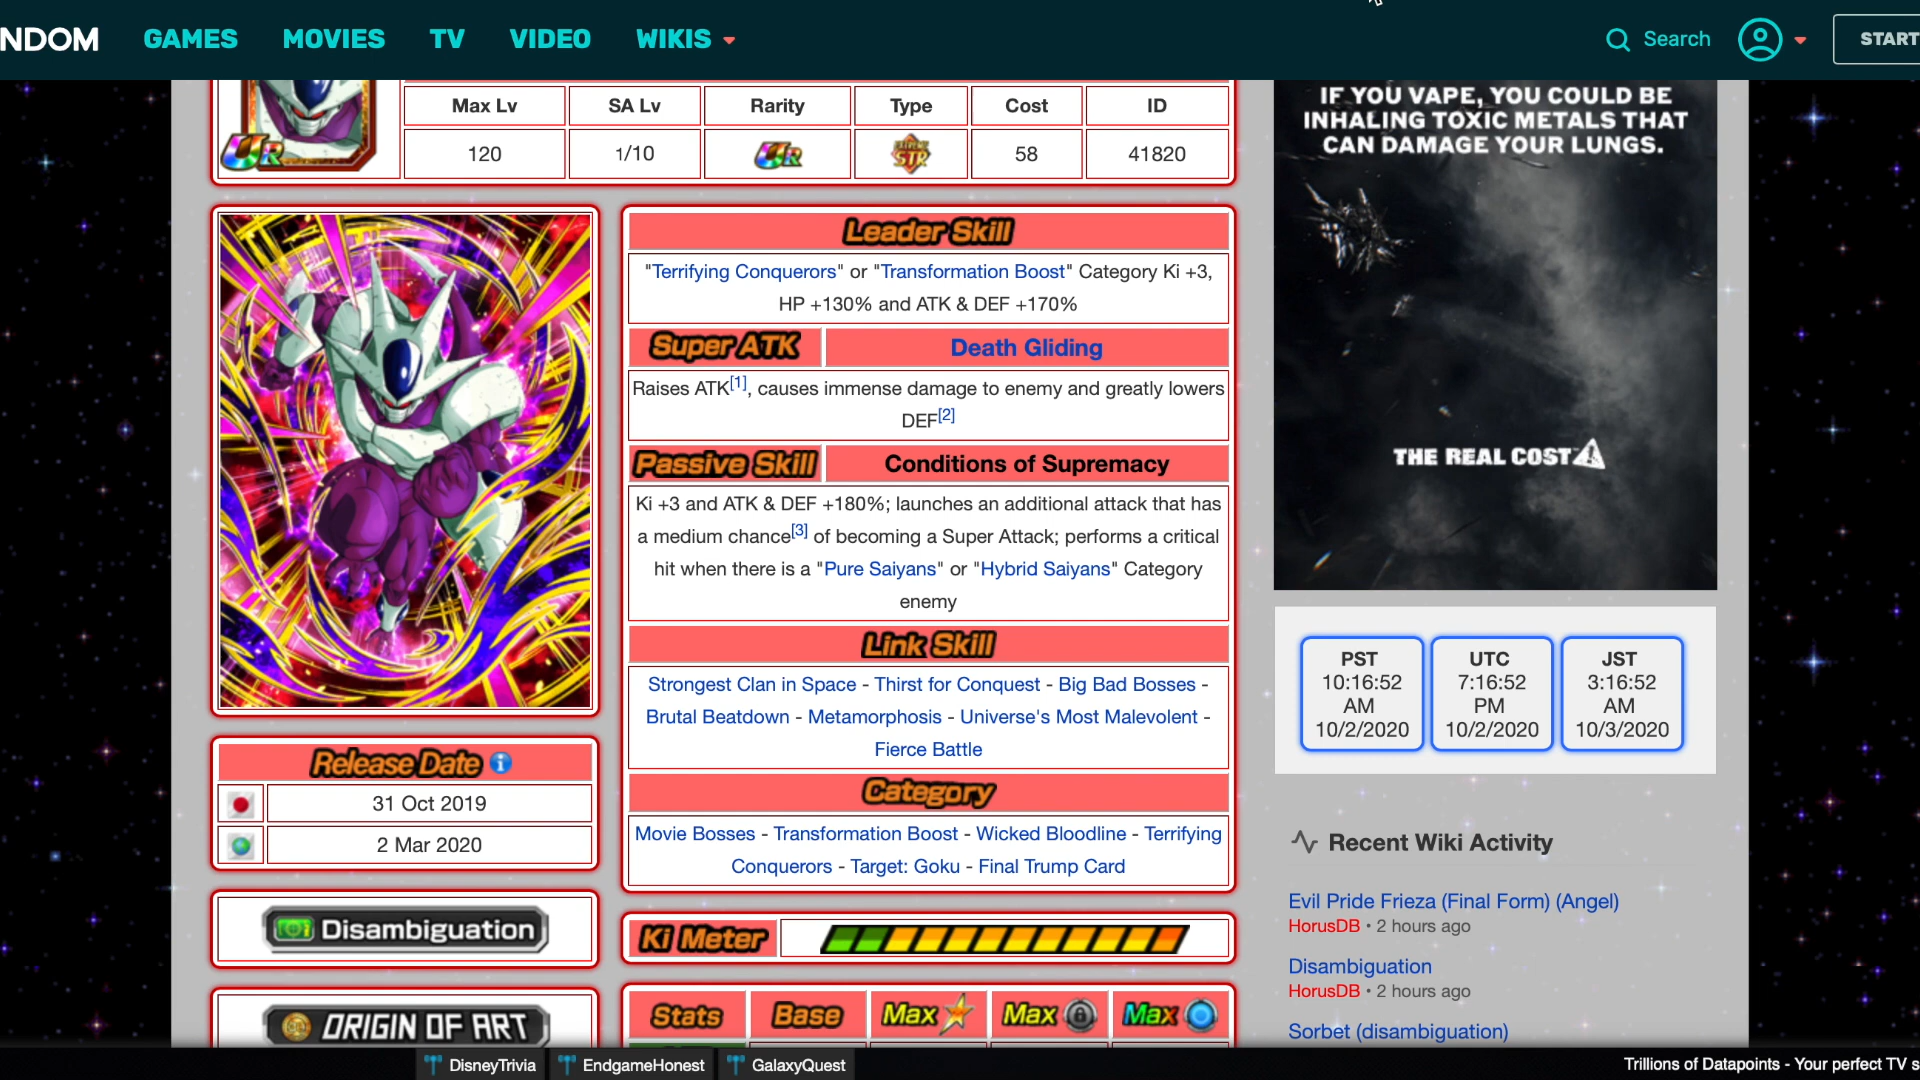 NDOM
GAMES
MOVIES
TV
VIDEO
WIKIS
Search
START
Max Lv
SA Lv
Rarity
Type
Cost
ID
120
1/10
UR
STR
58
41820
UR
Leader Skill
"Terrifying Conquerors" or "Transformation Boost" Category Ki +3,
HP +130% and ATK & DEF +170%
Super ATK
Death Gliding
Raises ATK[1], causes immense damage to enemy and greatly lowers
DEF[2]
Passive Skill
Conditions of Supremacy
Ki +3 and ATK & DEF +180%; launches an additional attack that has
a medium chance[3] of becoming a Super Attack; performs a critical
hit when there is a "Pure Saiyans" or "Hybrid Saiyans" Category
enemy
Link Skill
Strongest Clan in Space - Thirst for Conquest - Big Bad Bosses -
Brutal Beatdown - Metamorphosis - Universe's Most Malevolent -
Fierce Battle
Category
Movie Bosses - Transformation Boost - Wicked Bloodline - Terrifying
Conquerors - Target: Goku - Final Trump Card
Ki Meter
Stats
Base
Max
Max
Max
Release Date
31 Oct 2019
2 Mar 2020
Disambiguation
ORIGIN OF ART
IF YOU VAPE, YOU COULD BE
INHALING TOXIC METALS THAT
CAN DAMAGE YOUR LUNGS.
THE REAL COST
PST
10:16:52
AM
10/2/2020
UTC
7:16:52
PM
10/2/2020
JST
3:16:52
AM
10/3/2020
Recent Wiki Activity
Evil Pride Frieza (Final Form) (Angel)
HorusDB • 2 hours ago
Disambiguation
HorusDB • 2 hours ago
Sorbet (disambiguation)
DisneyTrivia
EndgameHonest
GalaxyQuest
Trillions of Datapoints - Your perfect TV s